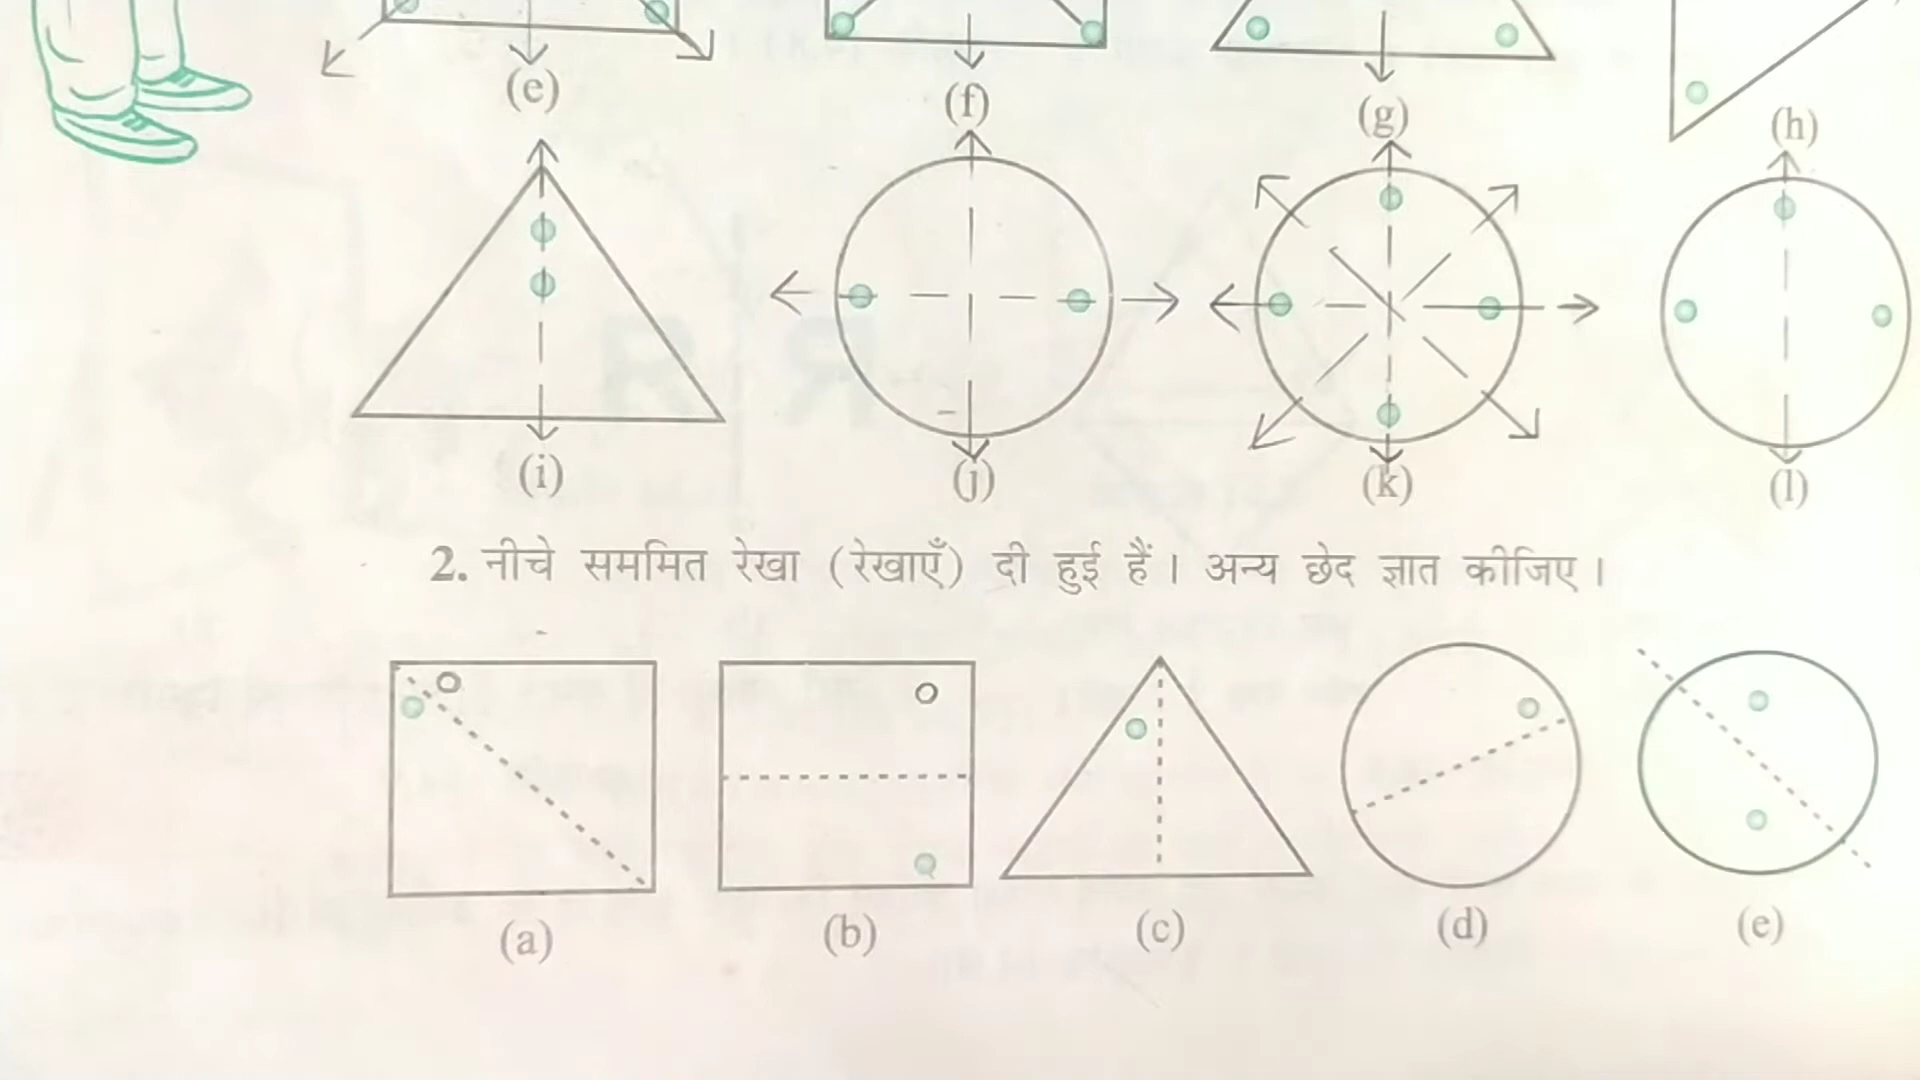 (e) (f) (g) (h)
(i) (j) (k) (l)
2. नीचे सममित रेखा (रेखाएँ) दी हुई हैं। अन्य छेद ज्ञात कीजिए।
(a) (b) (c) (d) (e)